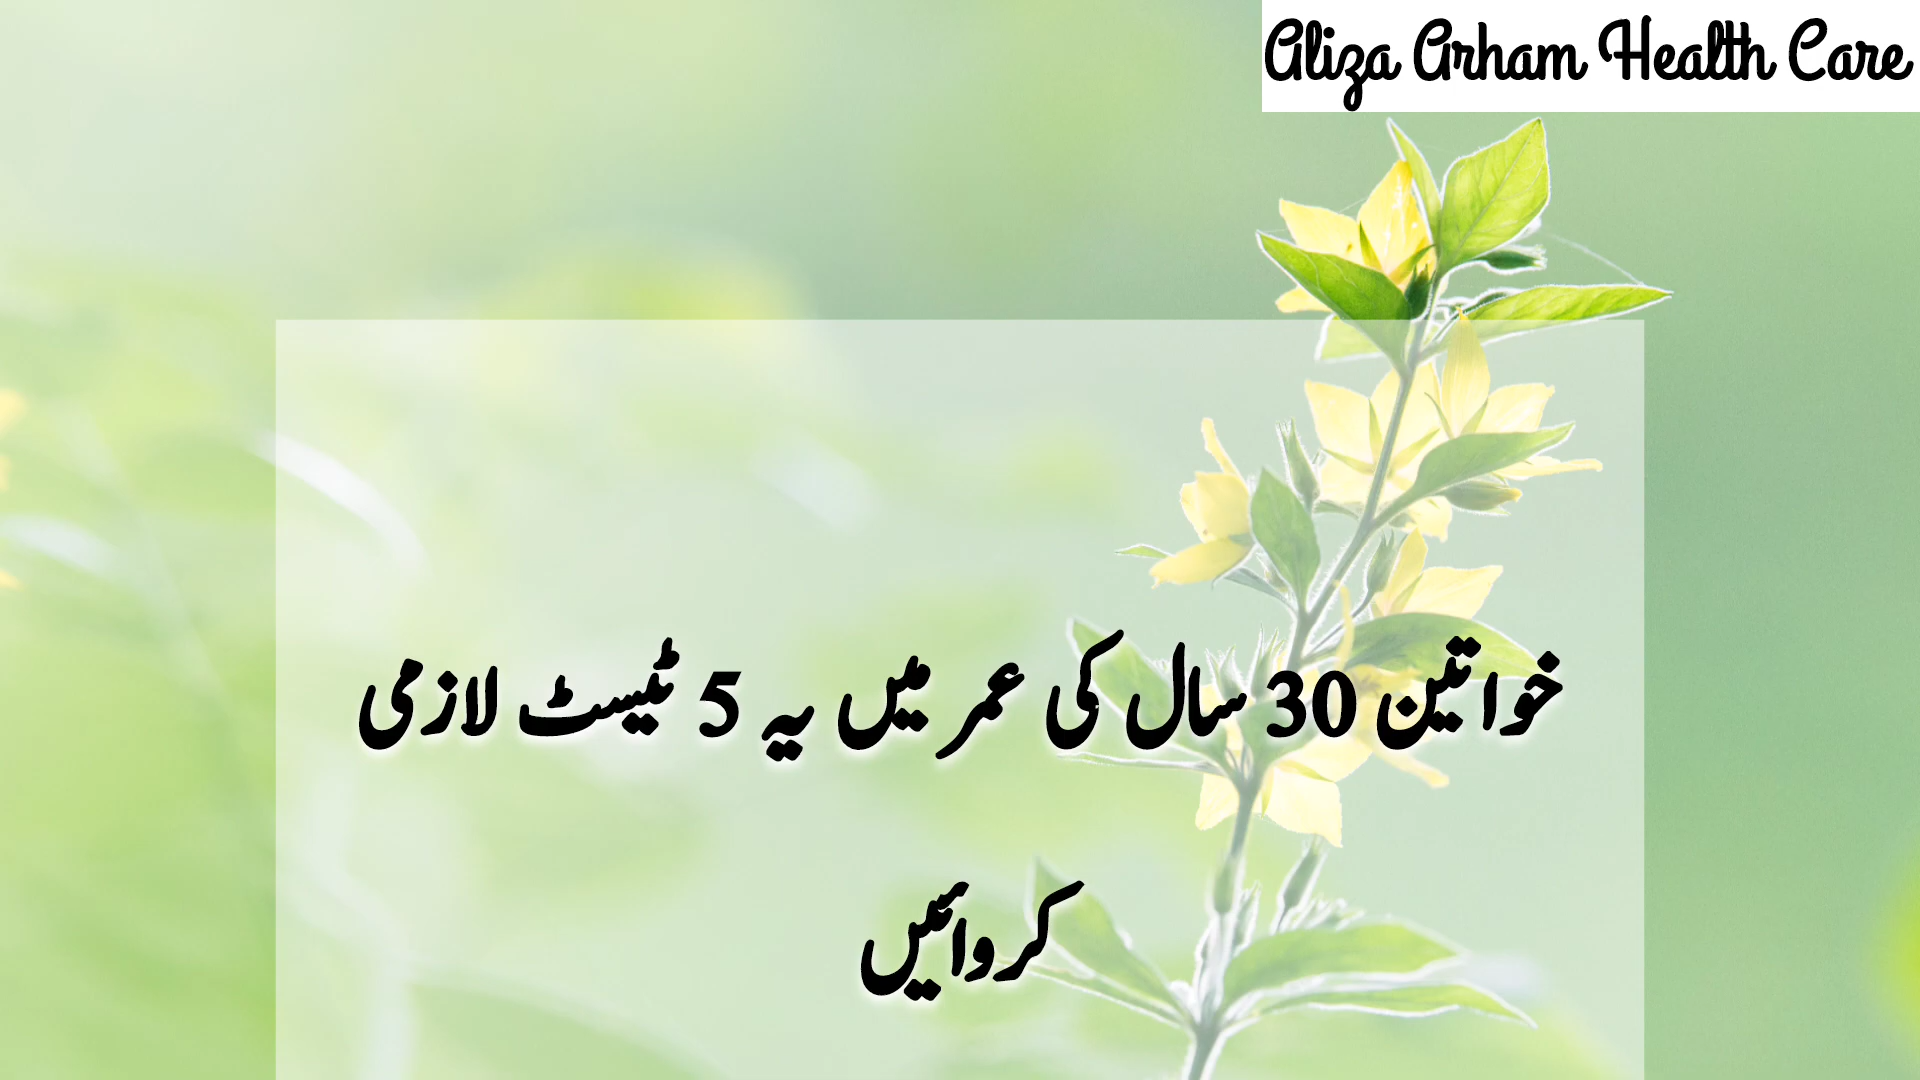 Aliza Arham Health Care
خواتین 30 سال کی عمر میں یہ 5 ٹیسٹ لازمی
کروائیں